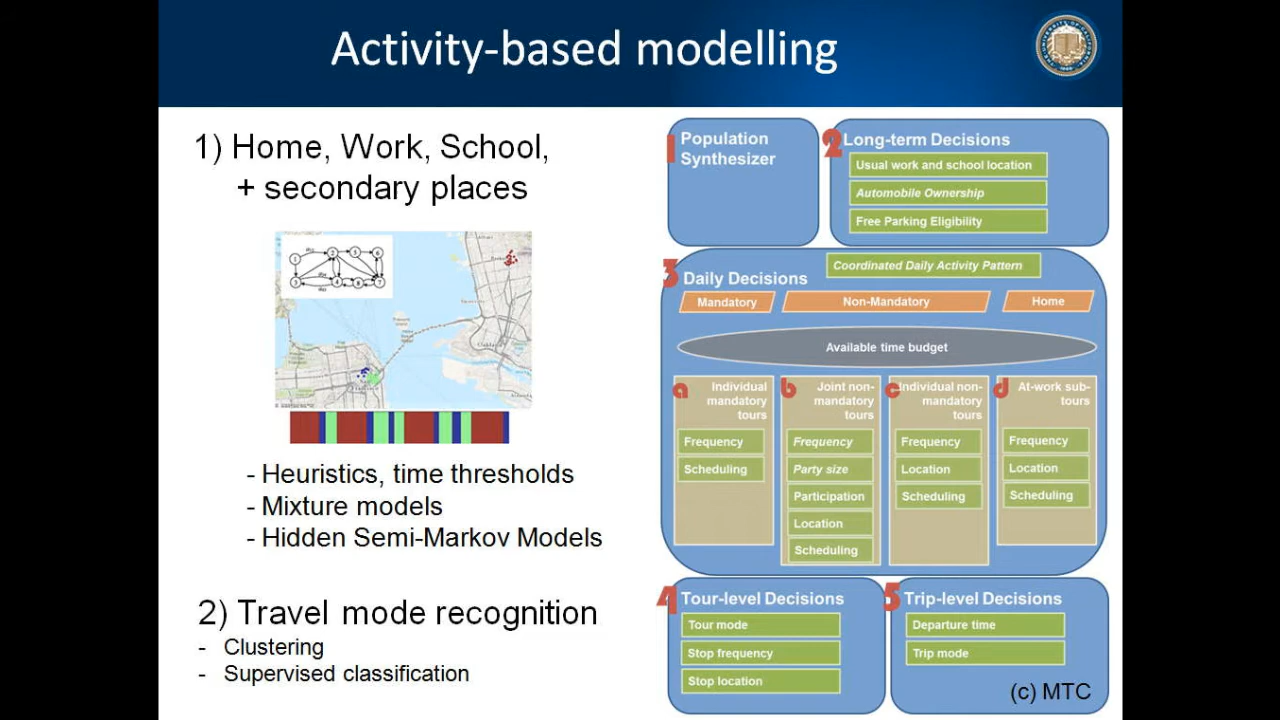 Activity-based modelling
1) Home, Work, School,
+ secondary places
- Heuristics, time thresholds
- Mixture models
- Hidden Semi-Markov Models
2) Travel mode recognition
- Clustering
- Supervised classification
1 Population
Synthesizer
2 Long-term Decisions
Usual work and school location
Automobile Ownership
Free Parking Eligibility
3 Daily Decisions
Coordinated Daily Activity Pattern
Mandatory
Non-Mandatory
Home
Available time budget
a Individual
mandatory
tours
Frequency
Scheduling
b Joint non-
mandatory
tours
Frequency
Party size
Participation
Location
Scheduling
c Individual non-
mandatory
tours
Frequency
Location
Scheduling
d At-work sub-
tours
Frequency
Location
Scheduling
4 Tour-level Decisions
Tour mode
Stop frequency
Stop location
5 Trip-level Decisions
Departure time
Trip mode
(c) MTC